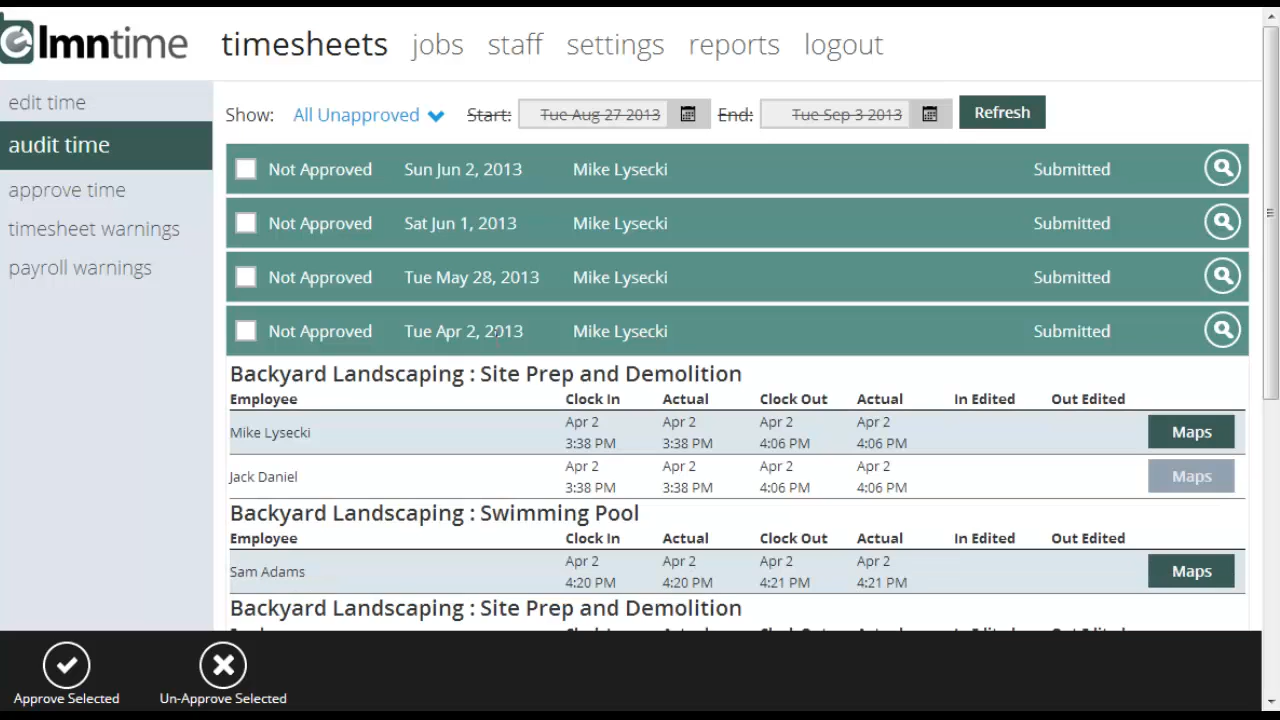 lmntime timesheets jobs staff settings reports logout
edit time
audit time
approve time
timesheet warnings
payroll warnings
Show: All Unapproved Start: Tue Aug 27 2013 End: Tue Sep 3 2013 Refresh
Not Approved Sun Jun 2, 2013 Mike Lysecki Submitted
Not Approved Sat Jun 1, 2013 Mike Lysecki Submitted
Not Approved Tue May 28, 2013 Mike Lysecki Submitted
Not Approved Tue Apr 2, 2013 Mike Lysecki Submitted
Backyard Landscaping : Site Prep and Demolition
Employee Clock In Actual Clock Out Actual In Edited Out Edited
Apr 2 Apr 2 Apr 2 Apr 2
Mike Lysecki Maps
3:38 PM 3:38 PM 4:06 PM 4:06 PM
Apr 2 Apr 2 Apr 2 Apr 2
Jack Daniel Maps
3:38 PM 3:38 PM 4:06 PM 4:06 PM
Backyard Landscaping : Swimming Pool
Employee Clock In Actual Clock Out Actual In Edited Out Edited
Apr 2 Apr 2 Apr 2 Apr 2
Sam Adams Maps
4:20 PM 4:20 PM 4:21 PM 4:21 PM
Backyard Landscaping : Site Prep and Demolition
Approve Selected Un-Approve Selected